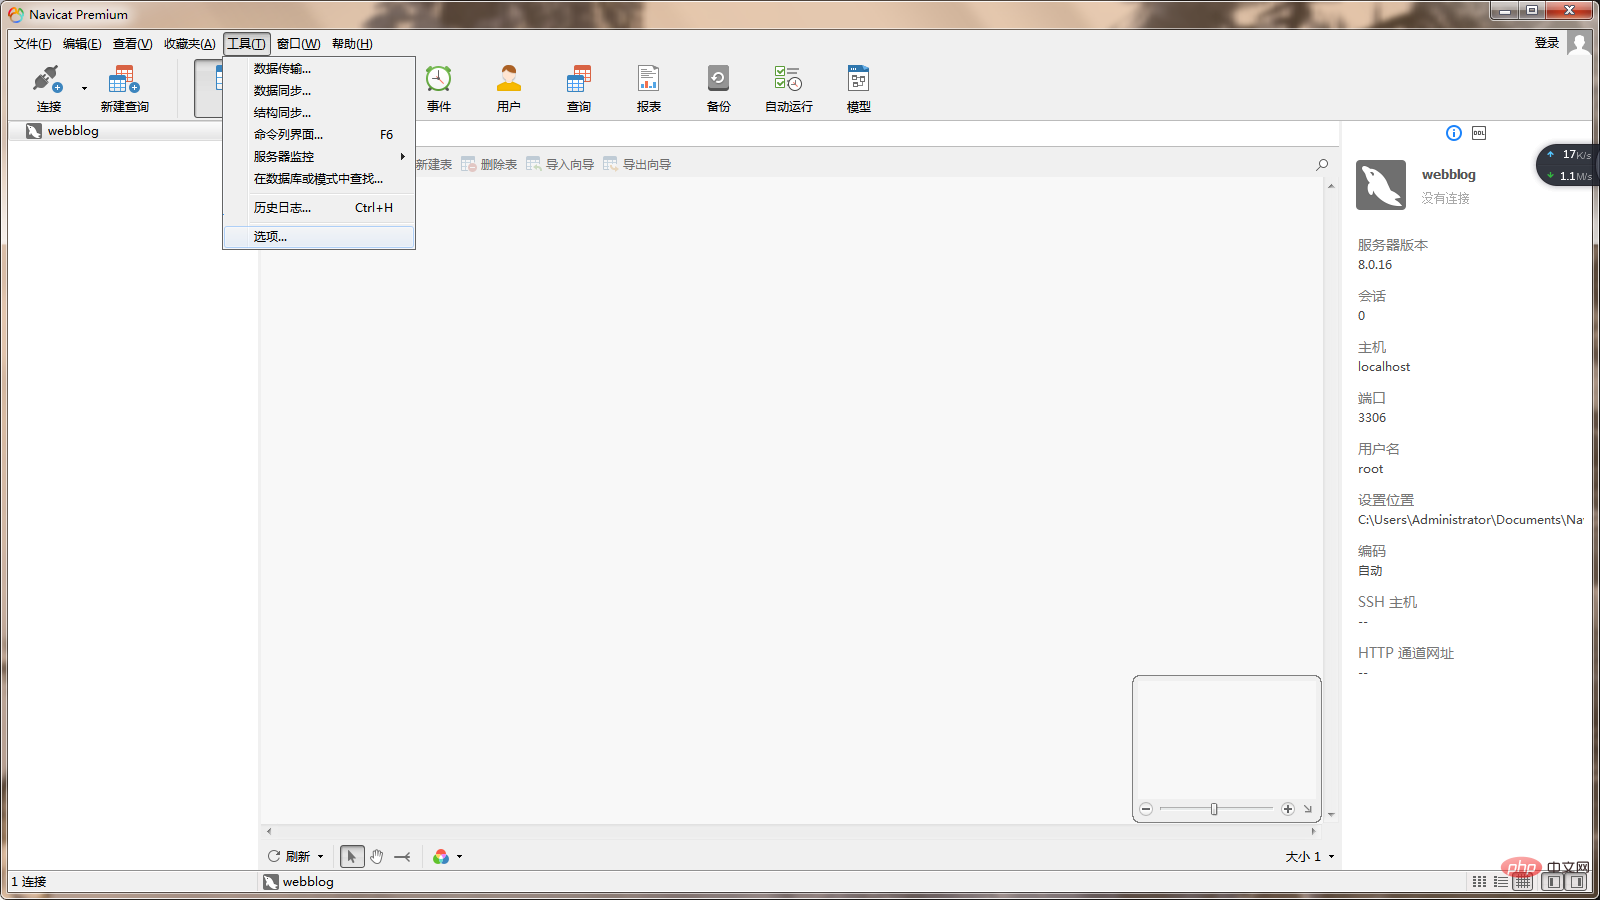 Navicat Premium
文件(F) 编辑(E) 查看(V) 收藏夹(A) 工具(T) 窗口(W) 帮助(H) 登录
连接 新建查询 事件 用户 查询 报表 备份 自动运行 模型
数据传输...
数据同步...
结构同步...
命令列界面... F6
服务器监控
在数据库或模式中查找...
历史日志... Ctrl+H
选项...
webblog
新建表 删除表 导入向导 导出向导
DDL
17K/s
1.1M/s
webblog
没有连接
服务器版本
8.0.16
会话
0
主机
localhost
端口
3306
用户名
root
设置位置
C:\Users\Administrator\Documents\Na
编码
自动
SSH 主机
--
HTTP 通道网址
--
刷新 大小 1
1 连接 webblog
php 中文网